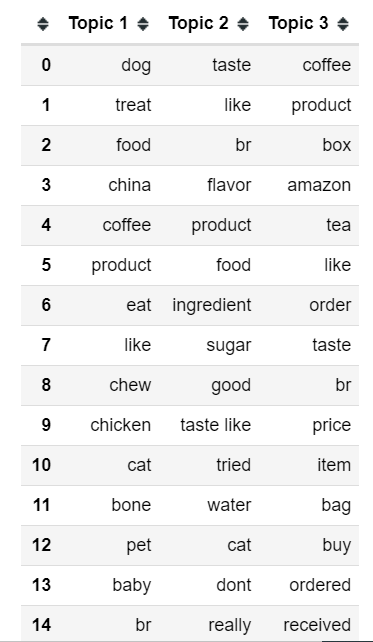 Topic 1 Topic 2 Topic 3
0 dog taste coffee
1 treat like product
2 food br box
3 china flavor amazon
4 coffee product tea
5 product food like
6 eat ingredient order
7 like sugar taste
8 chew good br
9 chicken taste like price
10 cat tried item
11 bone water bag
12 pet cat buy
13 baby dont ordered
14 br really received